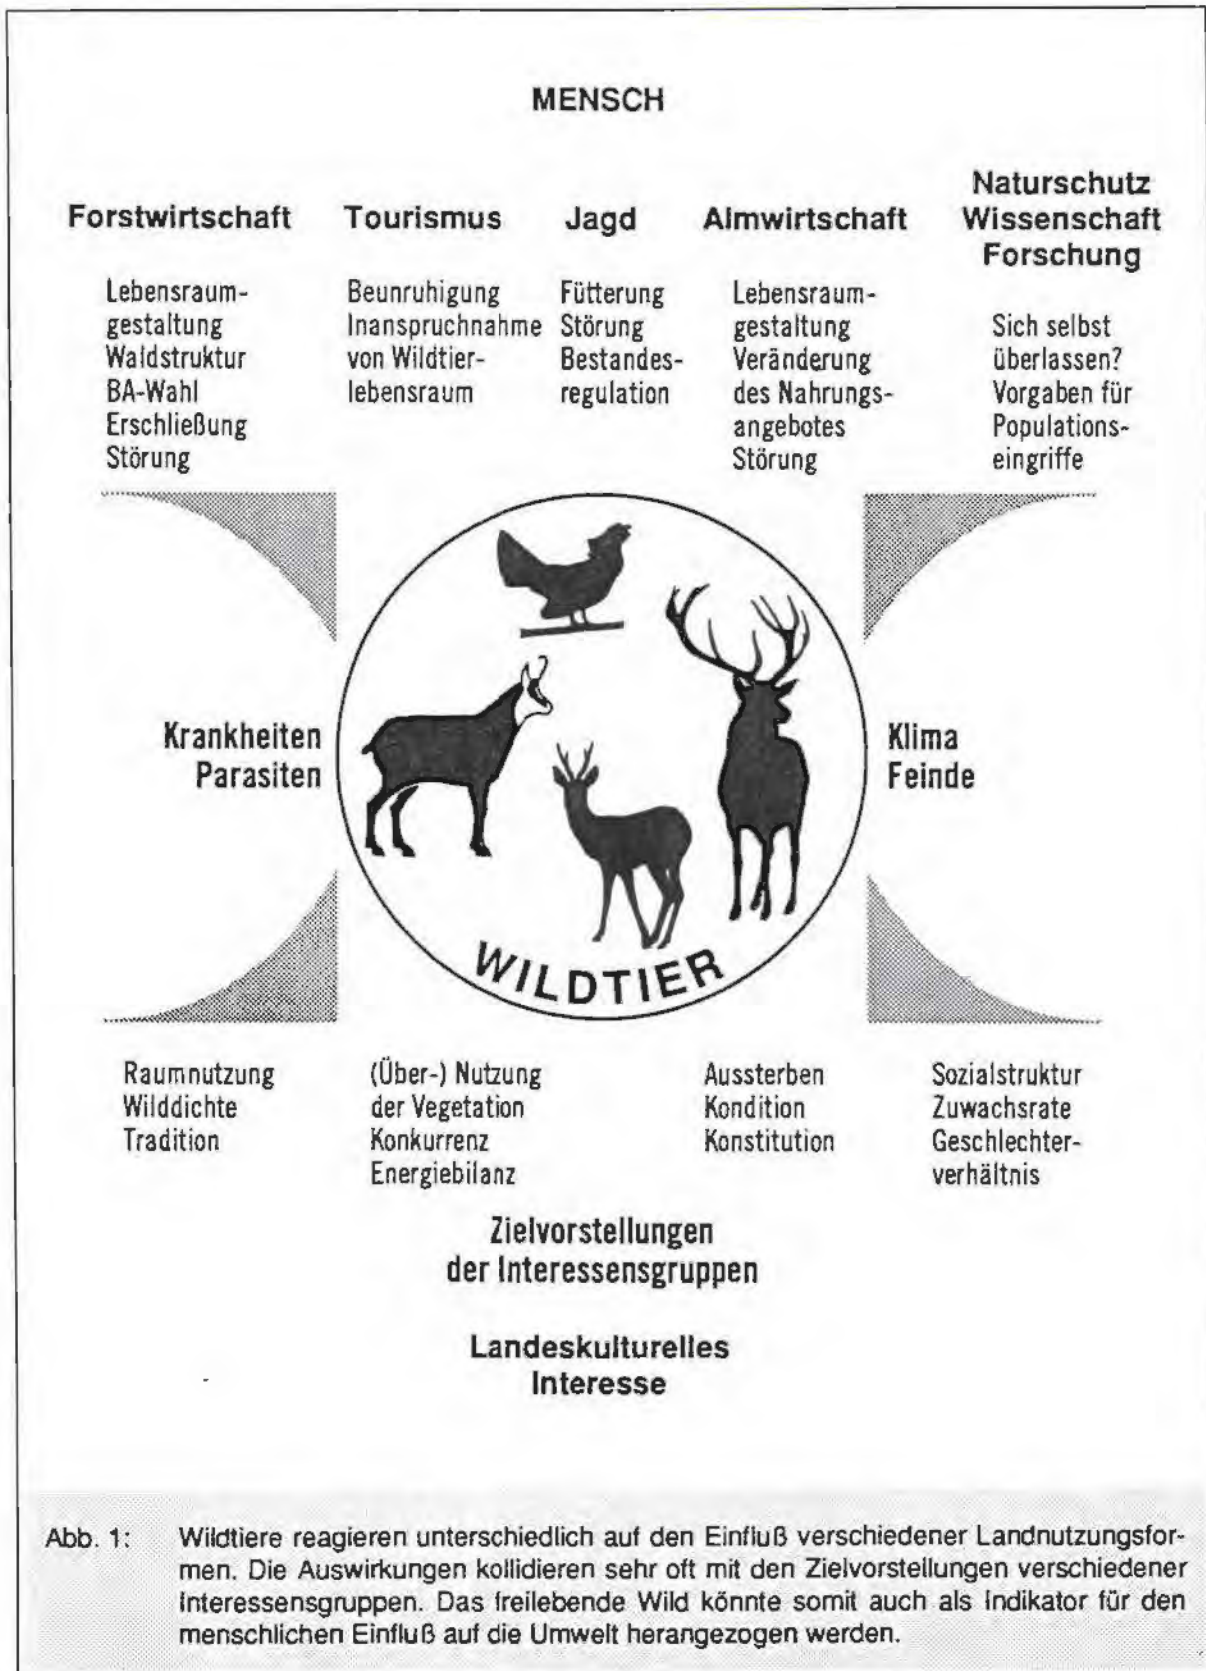 MENSCH
Forstwirtschaft
Lebensraum-
gestaltung
Waldstruktur
BA-Wahl
Erschließung
Störung
Tourismus
Beunruhigung
Inanspruchnahme
von Wildtier-
lebensraum
Jagd
Fütterung
Störung
Bestandes-
regulation
Almwirtschaft
Lebensraum-
gestaltung
Veränderung
des Nahrungs-
angebotes
Störung
Naturschutz
Wissenschaft
Forschung
Sich selbst
überlassen?
Vorgaben für
Populations-
eingriffe
Krankheiten
Parasiten
Klima
Feinde
WILDTIER
Raumnutzung
Wilddichte
Tradition
(Über-) Nutzung
der Vegetation
Konkurrenz
Energiebilanz
Aussterben
Kondition
Konstitution
Sozialstruktur
Zuwachsrate
Geschlechter-
verhältnis
Zielvorstellungen
der Interessensgruppen
Landeskulturelles
Interesse
Abb. 1: Wildtiere reagieren unterschiedlich auf den Einfluß verschiedener Landnutzungsfor-
men. Die Auswirkungen kollidieren sehr oft mit den Zielvorstellungen verschiedener
Interessensgruppen. Das freilebende Wild könnte somit auch als Indikator für den
menschlichen Einfluß auf die Umwelt herangezogen werden.